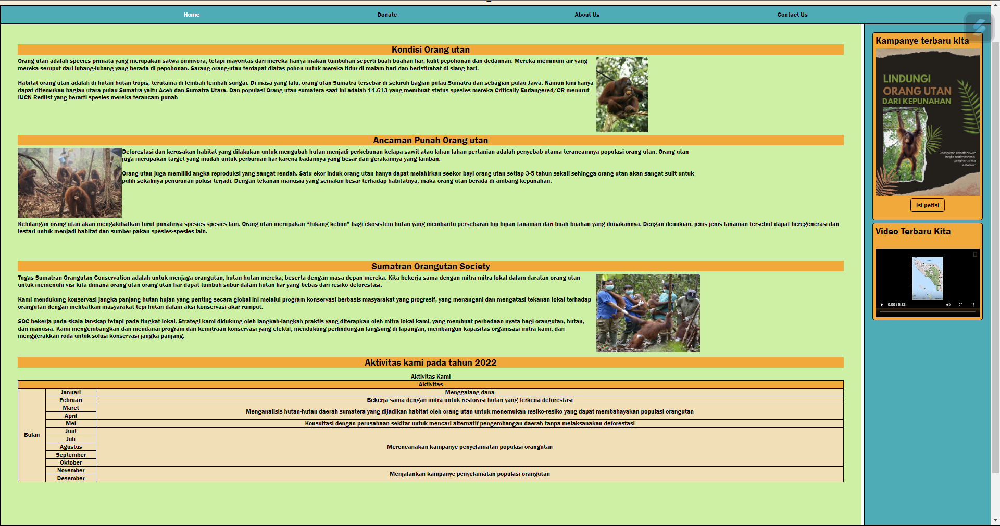 Home Donate About Us Contact Us
Kondisi Orang utan
Orang utan adalah species primata yang merupakan satwa omnivora, tetapi mayoritas dari mereka hanya makan tumbuhan seperti buah-buahan liar, kulit pepohonan dan dedaunan. Mereka meminum air yang
mereka seruput dari lubang-lubang yang berada di pepohonan. Sarang orang-utan terdapat diatas pohon untuk mereka tidur di malam hari dan beristirahat di siang hari.
Habitat orang utan adalah di hutan-hutan tropis, terutama di lembah-lembah sungai. Di masa yang lalu, orang utan Sumatra tersebar di seluruh bagian pulau Sumatra dan sebagian pulau Jawa. Namun kini hanya
dapat ditemukan bagian utara pulau Sumatra yaitu Aceh dan Sumatra Utara. Dan populasi Orang utan sumatera saat ini adalah 14.613 yang membuat status spesies mereka Critically Endangered/CR menurut
IUCN Redlist yang berarti spesies mereka terancam punah
Ancaman Punah Orang utan
Deforestasi dan kerusakan habitat yang dilakukan untuk mengubah hutan menjadi perkebunan kelapa sawit atau lahan-lahan pertanian adalah penyebab utama terancamnya populasi orang utan. Orang utan
juga merupakan target yang mudah untuk perburuan liar karena badannya yang besar dan gerakannya yang lamban.
Orang utan juga memiliki angka reproduksi yang sangat rendah. Satu ekor induk orang utan hanya dapat melahirkan seekor bayi orang utan setiap 3-5 tahun sekali sehingga orang utan akan sangat sulit untuk
pulih sekalinya penurunan polusi terjadi. Dengan tekanan manusia yang semakin besar terhadap habitatnya, maka orang utan berada di ambang kepunahan.
Kehilangan orang utan akan mengakibatkan turut punahnya spesies-spesies lain. Orang utan merupakan “tukang kebun” bagi ekosistem hutan yang membantu persebaran biji-bijian tanaman dari buah-buahan yang dimakannya. Dengan demikian, jenis-jenis tanaman tersebut dapat beregenerasi dan
lestari untuk menjadi habitat dan sumber pakan spesies-spesies lain.
Sumatran Orangutan Society
Tugas Sumatran Orangutan Conservation adalah untuk menjaga orangutan, hutan-hutan mereka, beserta dengan masa depan mereka. Kita bekerja sama dengan mitra-mitra lokal dalam daratan orang utan
untuk memenuhi visi kita dimana orang utan-orang utan liar dapat tumbuh subur dalam hutan liar yang bebas dari resiko deforestasi.
Kami mendukung konservasi jangka panjang hutan hujan yang penting secara global ini melalui program konservasi berbasis masyarakat yang progresif, yang menangani dan mengatasi tekanan lokal terhadap
orangutan dengan melibatkan masyarakat tepi hutan dalam aksi konservasi akar rumput.
SOC bekerja pada skala lanskap tetapi pada tingkat lokal. Strategi kami didukung oleh langkah-langkah praktis yang diterapkan oleh mitra lokal kami, yang membuat perbedaan nyata bagi orangutan, hutan,
dan manusia. Kami mengembangkan dan mendanai program dan kemitraan konservasi yang efektif, mendukung perlindungan langsung di lapangan, membangun kapasitas organisasi mitra kami, dan
menggerakkan roda untuk solusi konservasi jangka panjang.
Aktivitas kami pada tahun 2022
Aktivitas Kami
Aktivitas
Bulan
Januari Menggalang dana
Februari Bekerja sama dengan mitra untuk restorasi hutan yang terkena deforestasi
Maret
April
Menganalisis hutan-hutan daerah sumatera yang dijadikan habitat oleh orang utan untuk menemukan resiko-resiko yang dapat membahayakan populasi orangutan
Mei Konsultasi dengan perusahaan sekitar untuk mencari alternatif pengembangan daerah tanpa melaksanakan deforestasi
Juni
Juli
Agustus
September
Oktober
Merencanakan kampanye penyelamatan populasi orangutan
November
Desember
Menjalankan kampanye penyelamatan populasi orangutan
Kampanye terbaru kita
LINDUNGI
ORANG UTAN
DARI KEPUNAHAN
Orangutan adalah hewan
langka asal Indonesia
yang harus kita
lestarikan
Isi petisi
Video Terbaru Kita
0:00 / 5:12